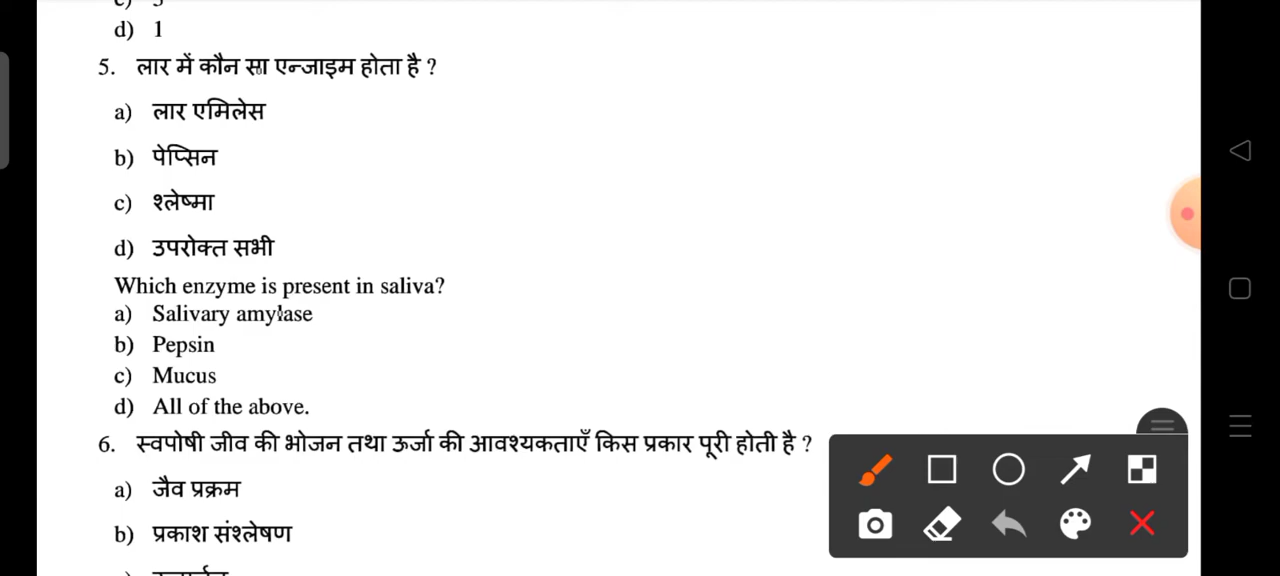 d) 1
5. लार में कौन सा एन्जाइम होता है ?
a) लार एमिलेस
b) पेप्सिन
c) श्लेष्मा
d) उपरोक्त सभी
Which enzyme is present in saliva?
a) Salivary amylase
b) Pepsin
c) Mucus
d) All of the above.
6. स्वपोषी जीव की भोजन तथा ऊर्जा की आवश्यकताएँ किस प्रकार पूरी होती है ?
a) जैव प्रक्रम
b) प्रकाश संश्लेषण